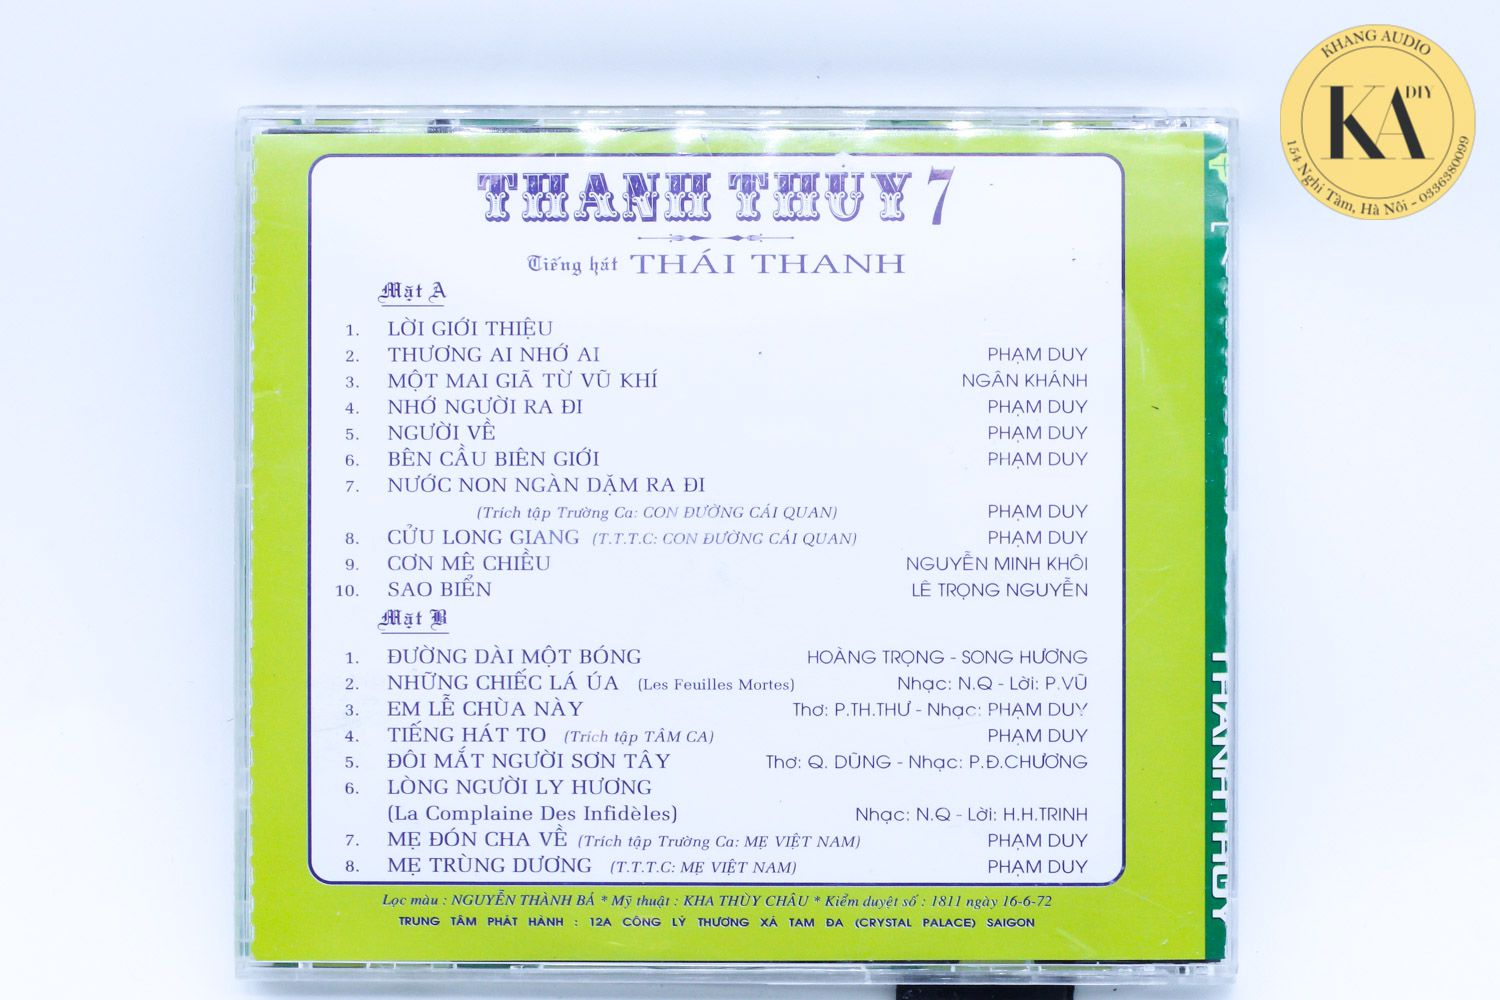 KHANG AUDIO
KA DIY
154 Nghi Tàm, Hà Nội - 0336380099
THANH THÚY 7
Tiếng hát THÁI THANH
Mặt A
1. LỜI GIỚI THIỆU
2. THƯƠNG AI NHỚ AI PHẠM DUY
3. MỘT MAI GIÃ TỪ VŨ KHÍ NGÂN KHÁNH
4. NHỚ NGƯỜI RA ĐI PHẠM DUY
5. NGƯỜI VỀ PHẠM DUY
6. BÊN CẦU BIÊN GIỚI PHẠM DUY
7. NƯỚC NON NGÀN DẶM RA ĐI
(Trích tập Trường Ca: CON ĐƯỜNG CÁI QUAN) PHẠM DUY
8. CỬU LONG GIANG (T.T.T.C: CON ĐƯỜNG CÁI QUAN) PHẠM DUY
9. CƠN MÊ CHIỀU NGUYỄN MINH KHÔI
10. SAO BIỂN LÊ TRỌNG NGUYỄN
Mặt B
1. ĐƯỜNG DÀI MỘT BÓNG HOÀNG TRỌNG - SONG HƯƠNG
2. NHỮNG CHIẾC LÁ ÚA (Les Feuilles Mortes) Nhạc: N.Q - Lời: P.VŨ
3. EM LỄ CHÙA NÀY Thơ: P.TH.THƯ - Nhạc: PHẠM DUY
4. TIẾNG HÁT TO (Trích tập TÂM CA) PHẠM DUY
5. ĐÔI MẮT NGƯỜI SƠN TÂY Thơ: Q. DŨNG - Nhạc: P.Đ.CHƯƠNG
6. LÒNG NGƯỜI LY HƯƠNG
(La Complaine Des Infidèles) Nhạc: N.Q - Lời: H.H.TRINH
7. MẸ ĐÓN CHA VỀ (Trích tập Trường Ca: MẸ VIỆT NAM) PHẠM DUY
8. MẸ TRÙNG DƯƠNG (T.T.T.C: MẸ VIỆT NAM) PHẠM DUY
Lọc màu : NGUYỄN THÀNH BÁ * Mỹ thuật : KHA THÙY CHÂU * Kiểm duyệt số : 1811 ngày 16-6-72
TRUNG TÂM PHÁT HÀNH : 12A CÔNG LÝ THƯƠNG XÁ TAM ĐA (CRYSTAL PALACE) SAIGON
THANH THÚY